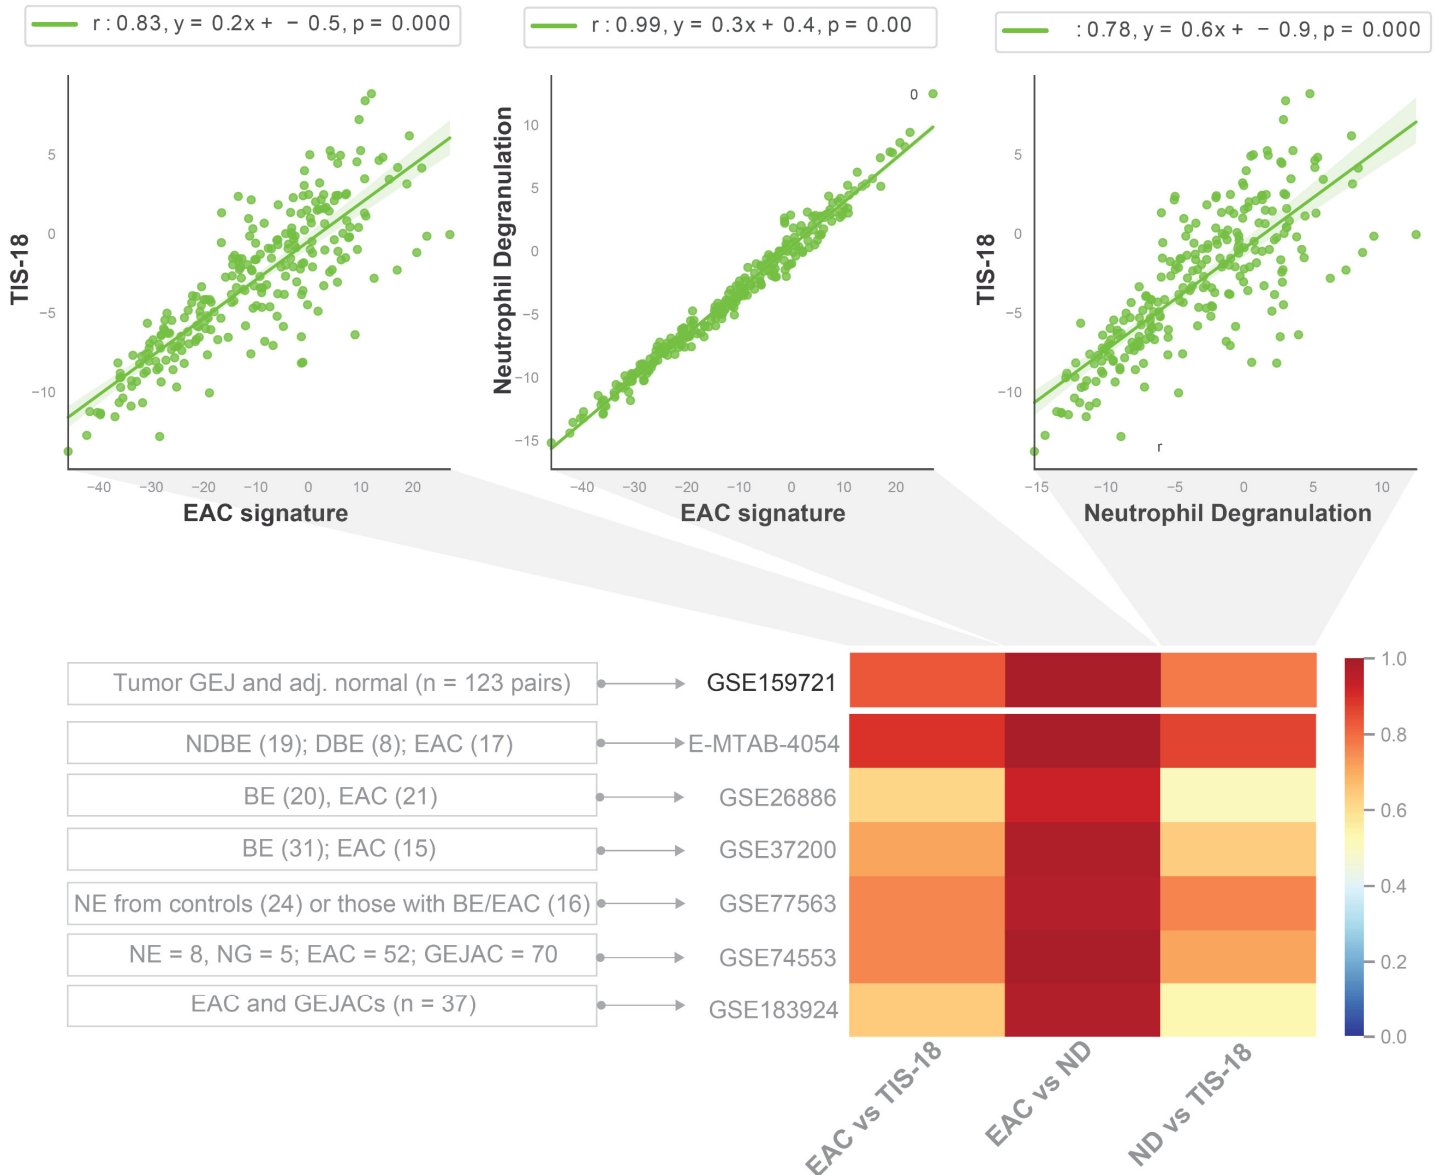 r : 0.83, y = 0.2x + − 0.5, p = 0.000
r : 0.99, y = 0.3x + 0.4, p = 0.00
: 0.78, y = 0.6x + − 0.9, p = 0.000
TIS-18
5
0
−5
−10
−40 −30 −20 −10 0 10 20
EAC signature
Neutrophil Degranulation
0
10
5
0
−5
−10
−15
−40 −30 −20 −10 0 10 20
EAC signature
TIS-18
5
0
−5
−10
r
−15 −10 −5 0 5 10
Neutrophil Degranulation
Tumor GEJ and adj. normal (n = 123 pairs) GSE159721
NDBE (19); DBE (8); EAC (17) E-MTAB-4054
BE (20), EAC (21) GSE26886
BE (31); EAC (15) GSE37200
NE from controls (24) or those with BE/EAC (16) GSE77563
NE = 8, NG = 5; EAC = 52; GEJAC = 70 GSE74553
EAC and GEJACs (n = 37) GSE183924
EAC vs TIS-18
EAC vs ND
ND vs TIS-18
1.0
0.8
0.6
0.4
0.2
0.0